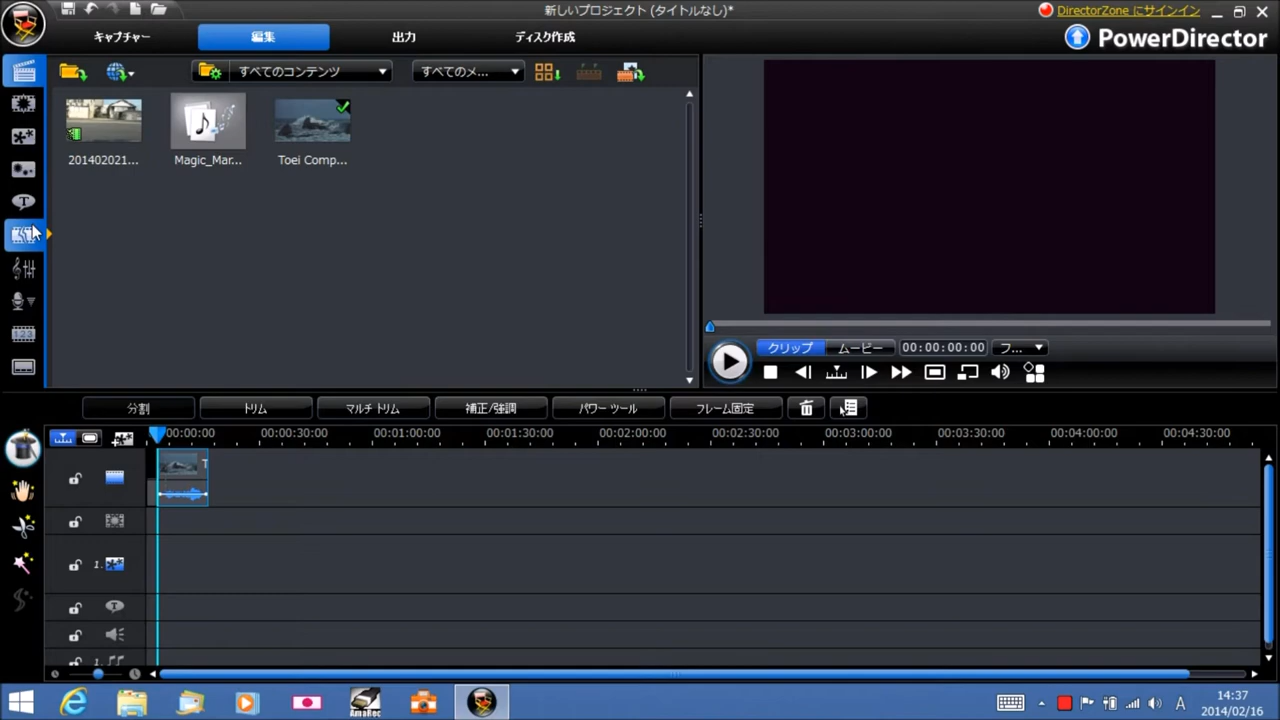 新しいプロジェクト (タイトルなし)*
DirectorZone にサインイン
キャプチャー
編集
出力
ディスク作成
PowerDirector
すべてのコンテンツ
すべてのメ...
201402021...
Magic_Mar...
Toei Comp...
クリップ
ムービー
00:00:00:00
フ...
分割
トリム
マルチ トリム
補正/強調
パワー ツール
フレーム固定
00:00:00
00:00:30:00
00:01:00:00
00:01:30:00
00:02:00:00
00:02:30:00
00:03:00:00
00:03:30:00
00:04:00:00
00:04:30:00
T
1.
1.
AmaRec
A
14:37
2014/02/16